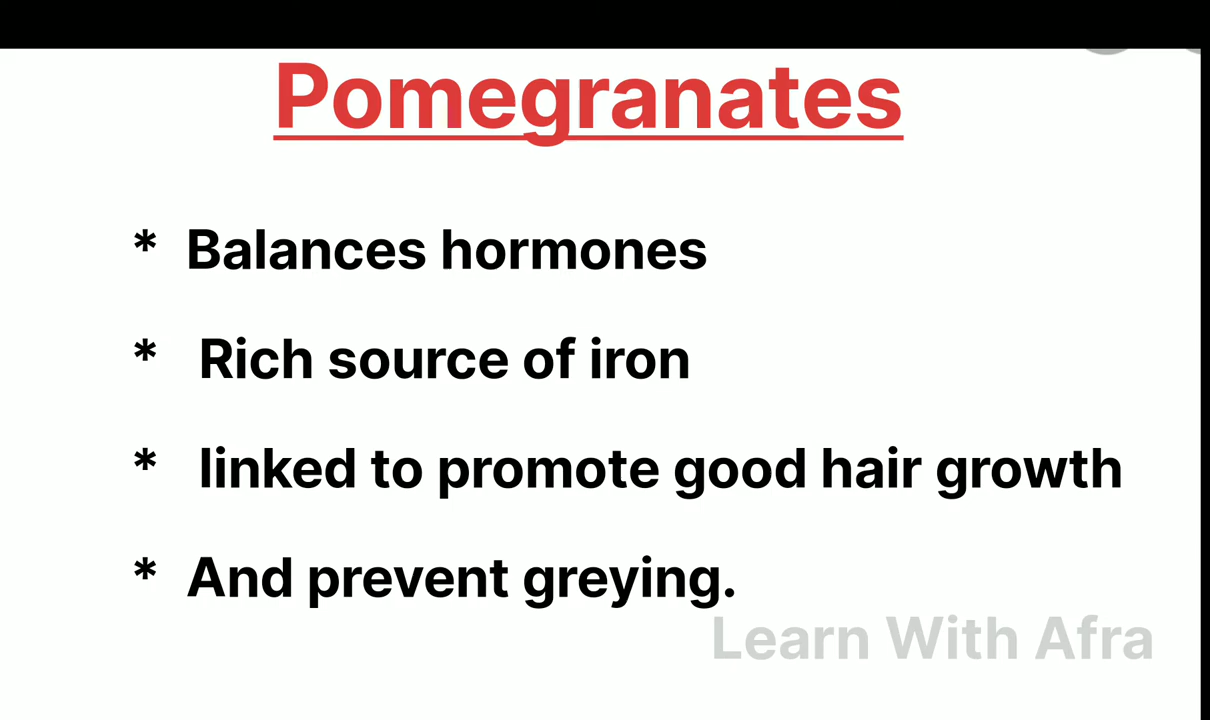 Pomegranates
* Balances hormones
* Rich source of iron
* linked to promote good hair growth
* And prevent greying.
Learn With Afra